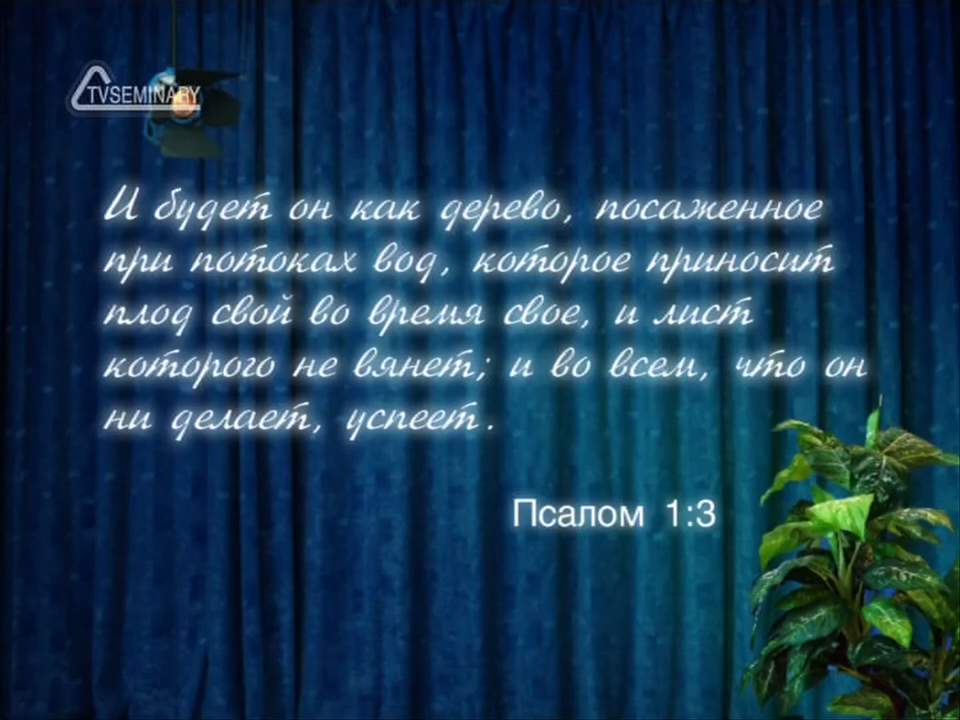 TVSEMINARY
И будет он как дерево, посаженное
при потоках вод, которое приносит
плод свой во время свое, и лист
которого не вянет; и во всем, что он
ни делает, успеет.
Псалом 1:3